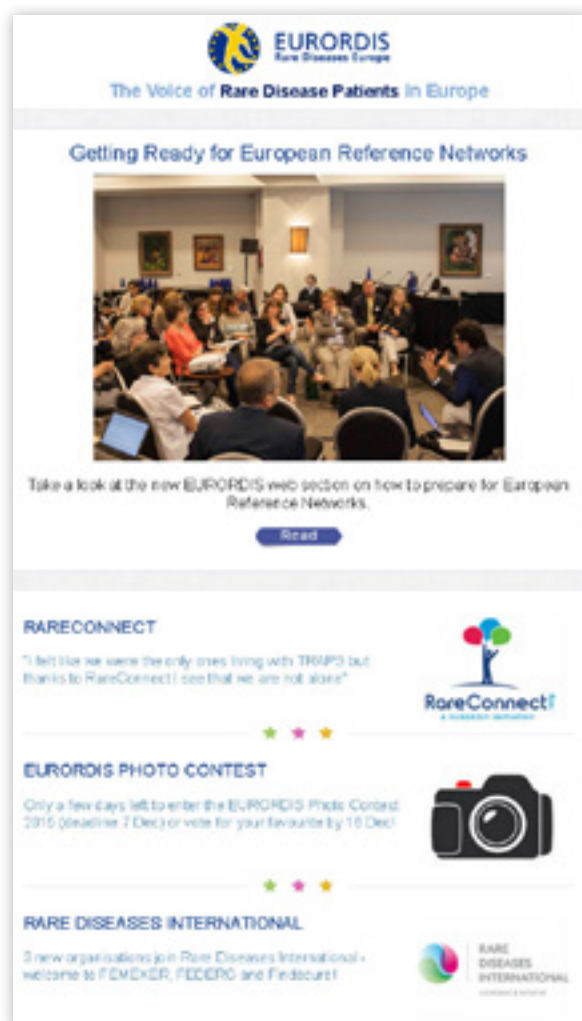 EURORDIS
Rare Diseases Europe
The Voice of Rare Disease Patients in Europe
Getting Ready for European Reference Networks
Take a look at the new EURORDIS web section on how to prepare for European
Reference Networks.
Read
RARECONNECT
"I felt like we were the only ones living with TRAPS but
thanks to RareConnect I see that we are not alone"
RareConnect
EURORDIS PHOTO CONTEST
Only a few days left to enter the EURORDIS Photo Contest
2015 (deadline 7 Dec) or vote for your favourite by 16 Dec!
RARE DISEASES INTERNATIONAL
3 new organisations join Rare Diseases International -
welcome to FEMEXER, FEDERG and Findacure!
RARE
DISEASES
INTERNATIONAL